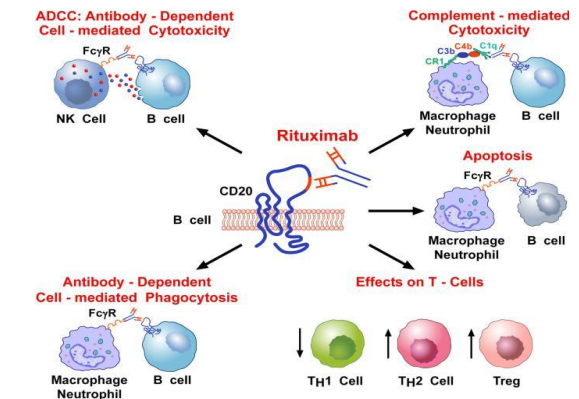 ADCC: Antibody - Dependent
Cell - mediated Cytotoxicity
FcγR
NK Cell
B cell
Complement - mediated
Cytotoxicity
C3b
C4b
C1q
CR1
Macrophage
Neutrophil
B cell
Rituximab
CD20
B cell
Apoptosis
FcγR
Macrophage
Neutrophil
B cell
Antibody - Dependent
Cell - mediated Phagocytosis
FcγR
Macrophage
Neutrophil
B cell
Effects on T - Cells
TH1 Cell
TH2 Cell
Treg